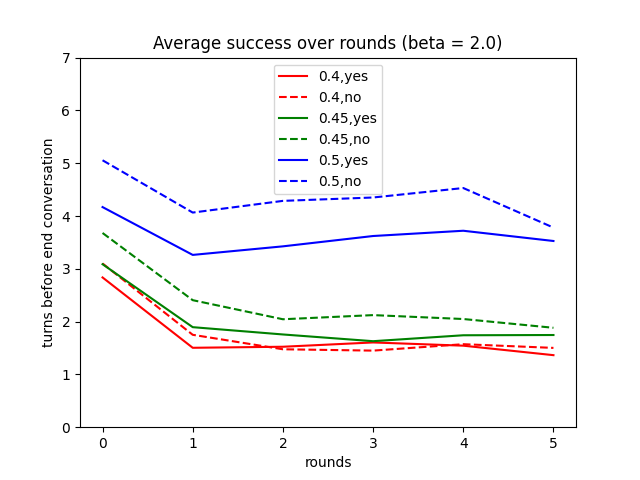 Average success over rounds (beta = 2.0)
turns before end conversation
7
6
5
4
3
2
1
0
0.4,yes
0.4,no
0.45,yes
0.45,no
0.5,yes
0.5,no
0 1 2 3 4 5
rounds